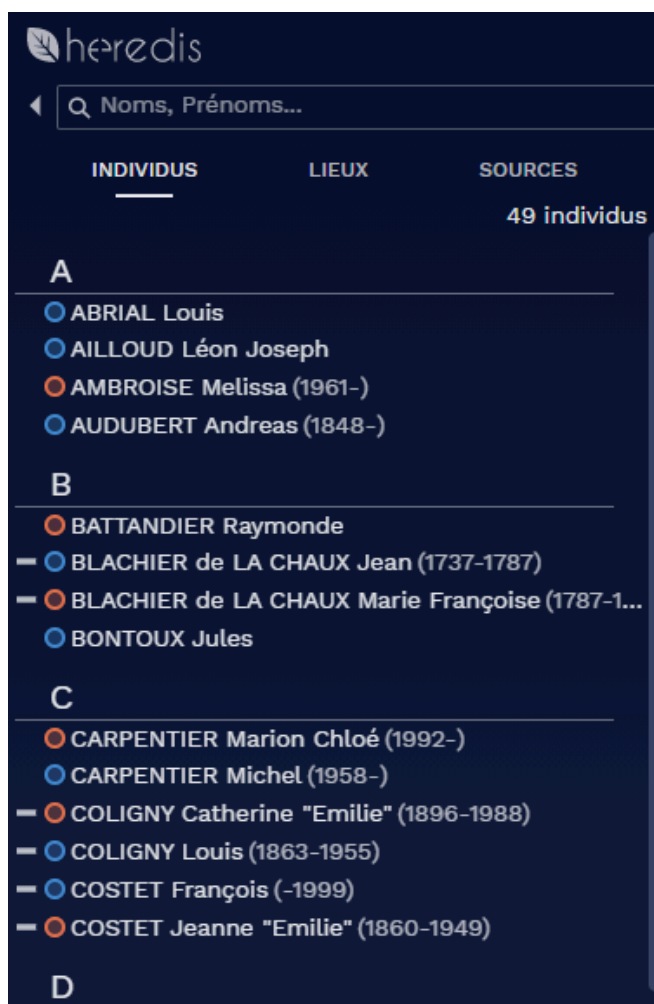 heredis
Noms, Prénoms...
INDIVIDUS LIEUX SOURCES
49 individus
A
ABRIAL Louis
AILLOUD Léon Joseph
AMBROISE Melissa (1961-)
AUDUBERT Andreas (1848-)
B
BATTANDIER Raymonde
BLACHIER de LA CHAUX Jean (1737-1787)
BLACHIER de LA CHAUX Marie Françoise (1787-1...
BONTOUX Jules
C
CARPENTIER Marion Chloé (1992-)
CARPENTIER Michel (1958-)
COLIGNY Catherine "Emilie" (1896-1988)
COLIGNY Louis (1863-1955)
COSTET François (-1999)
COSTET Jeanne "Emilie" (1860-1949)
D